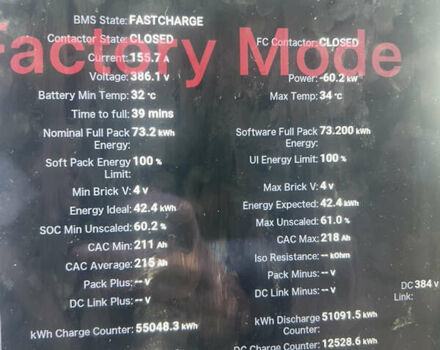 BMS State: FASTCHARGE
Factory Mode
Contactor State: CLOSED
FC Contactor: CLOSED
Current: 155.7 A
Voltage: 386.1 V
Power: -60.2 kW
Battery Min Temp: 32 °C
Max Temp: 34 °C
Time to full: 39 mins
Nominal Full Pack Energy: 73.2 kWh
Software Full Pack Energy: 73.200 kWh
Soft Pack Energy Limit: 100 %
UI Energy Limit: 100 %
Min Brick V: 4 V
Max Brick V: 4 V
Energy Ideal: 42.4 kWh
Energy Expected: 42.4 kWh
SOC Min Unscaled: 60.2 %
Max Unscaled: 61.0 %
CAC Min: 211 Ah
CAC Max: 218 Ah
CAC Average: 215 Ah
Iso Resistance: -- kOhm
Pack Plus: -- V
Pack Minus: -- V
DC Link Plus: -- V
DC Link Minus: -- V
DC Link: 384 V
kWh Charge Counter: 55048.3 kWh
kWh Discharge Counter: 51091.5 kWh
DC Charge Counter: 12528.6 kWh